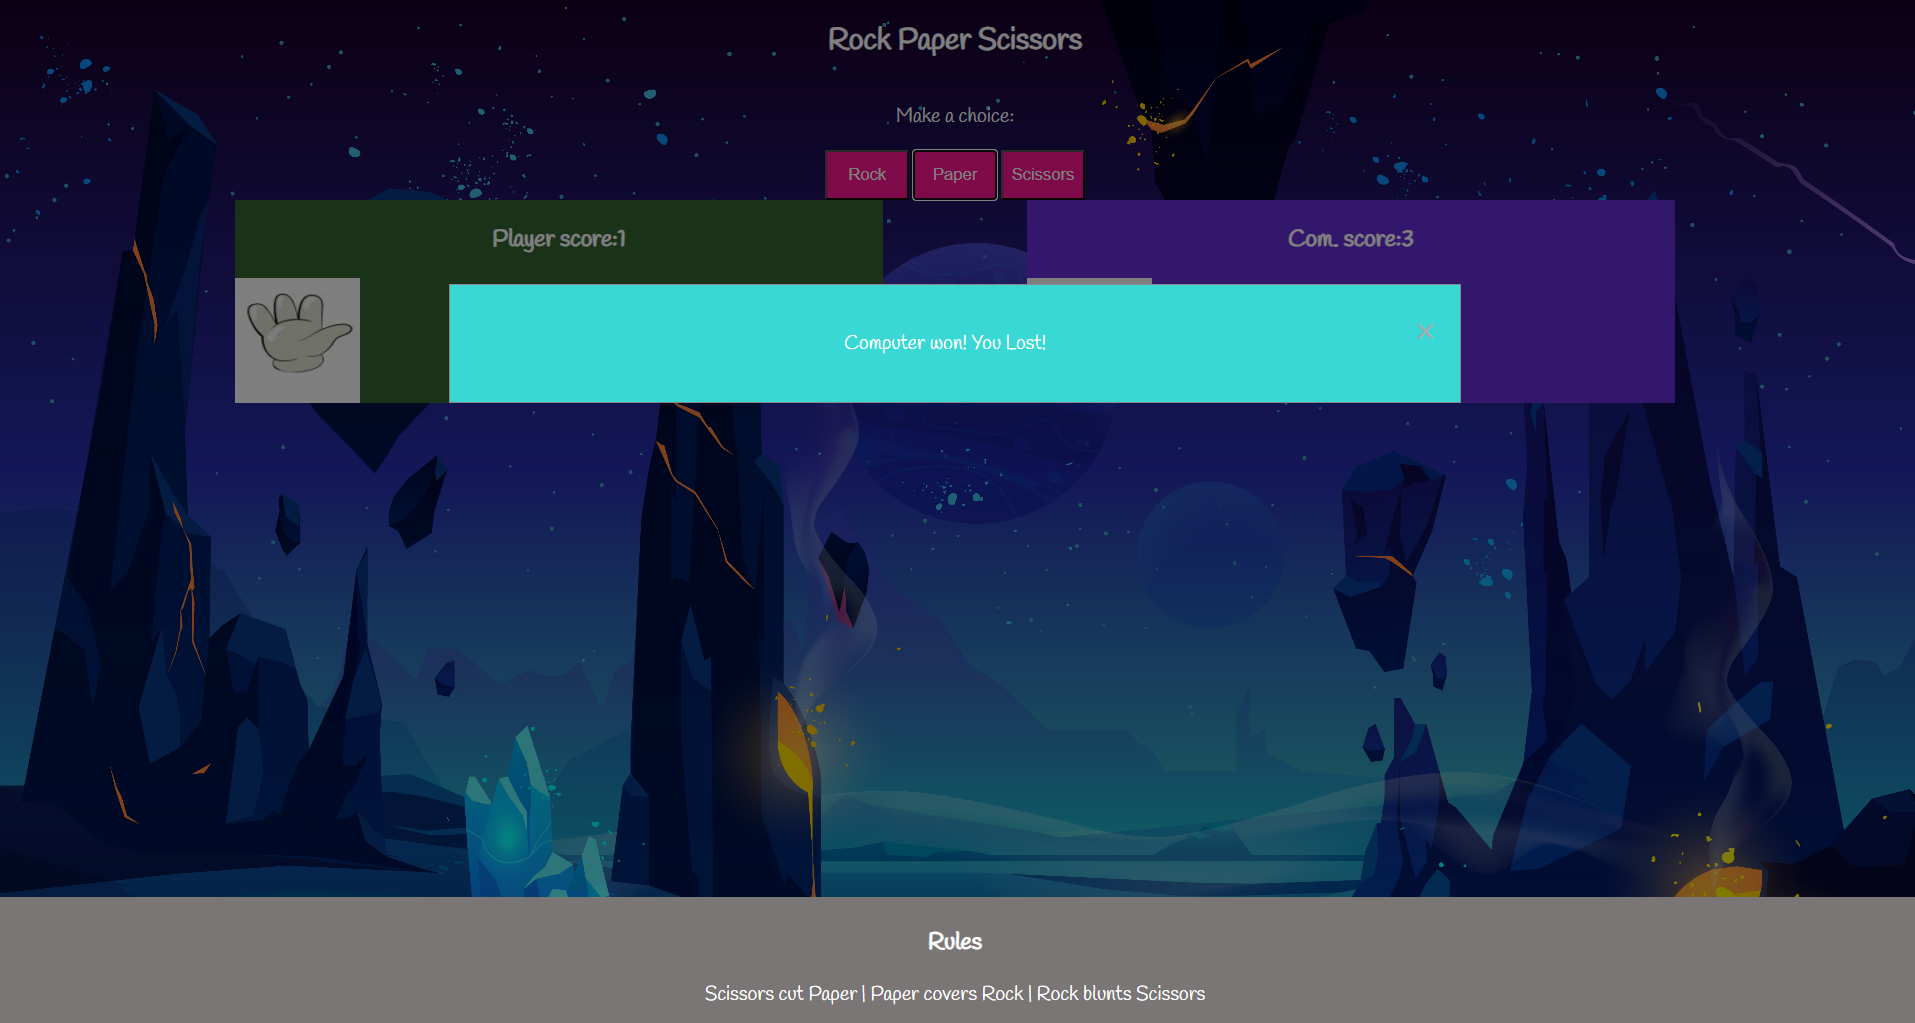 Rock Paper Scissors
Make a choice:
Rock Paper Scissors
Player score:1
Com. score:3
Computer won! You Lost!
×
Rules
Scissors cut Paper | Paper covers Rock | Rock blunts Scissors